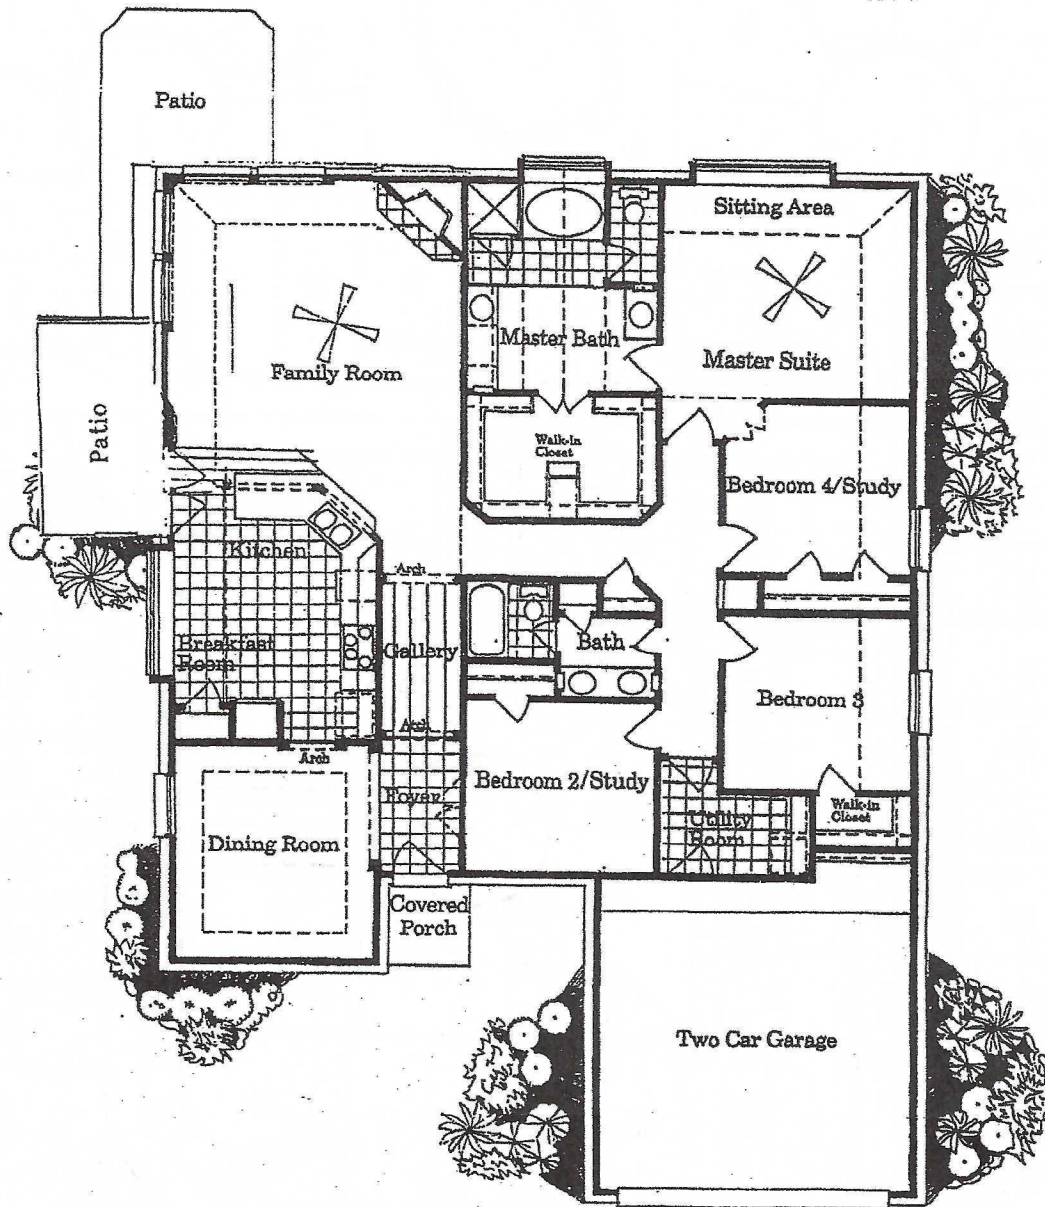 Patio
Sitting Area
Master Bath
Master Suite
Family Room
Patio
Walk-in
Closet
Bedroom 4/Study
Kitchen
Arch
Breakfast
Room
Gallery
Bath
Bedroom 3
Arch
Arch
Bedroom 2/Study
Foyer
Walk-in
Closet
Utility
Room
Dining Room
Covered
Porch
Two Car Garage